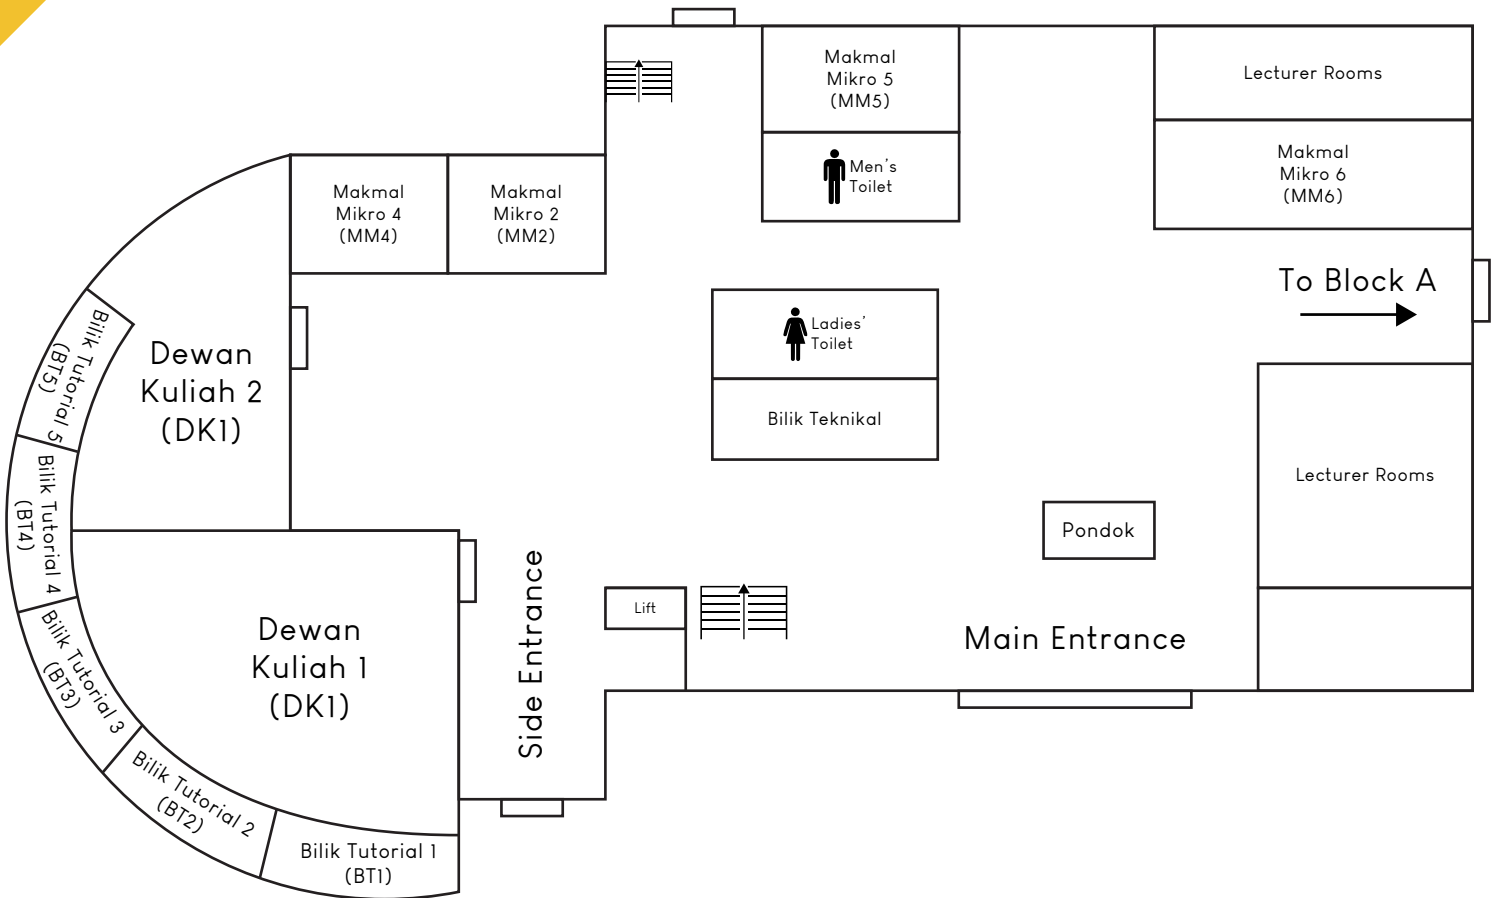 Makmal
Mikro 5
(MM5)
Lecturer Rooms
Men's
Toilet
Makmal
Mikro 6
(MM6)
Makmal
Mikro 4
(MM4)
Makmal
Mikro 2
(MM2)
To Block A
Ladies'
Toilet
Bilik Teknikal
Bilik Tutorial 5
(BT5)
Dewan
Kuliah 2
(DK1)
Lecturer Rooms
Bilik Tutorial 4
(BT4)
Pondok
Side Entrance
Lift
Main Entrance
Dewan
Kuliah 1
(DK1)
Bilik Tutorial 3
(BT3)
Bilik Tutorial 2
(BT2)
Bilik Tutorial 1
(BT1)